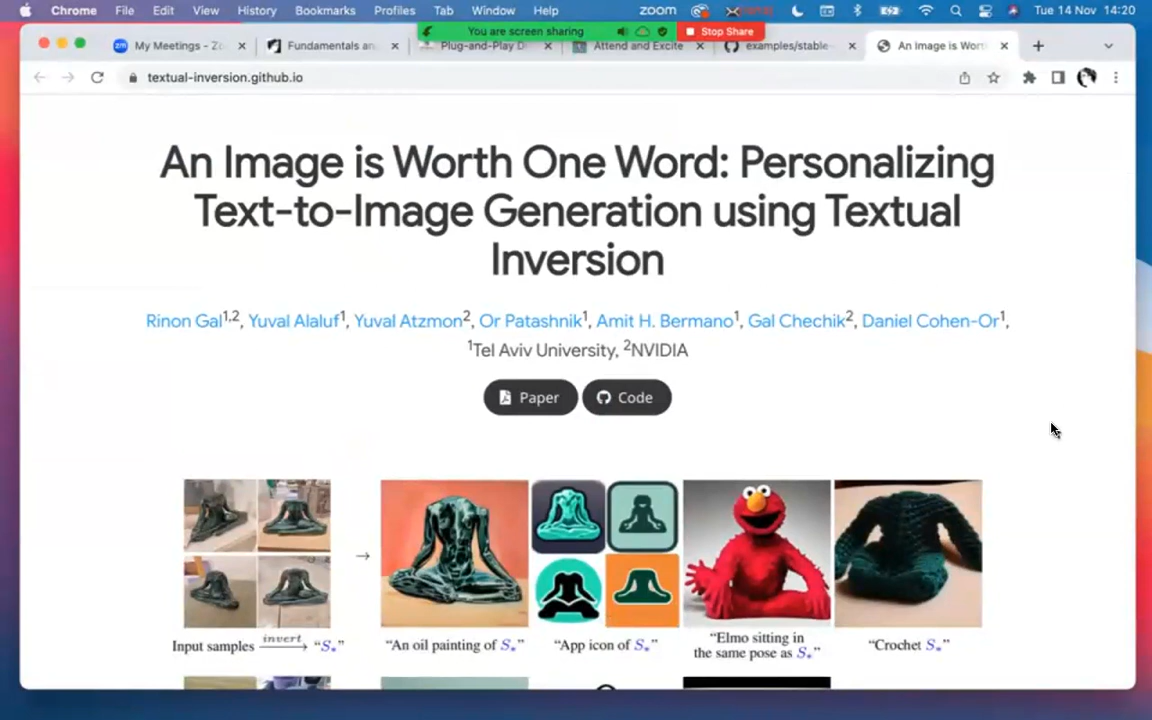 Chrome File Edit View History Bookmarks Profiles Tab Window Help zoom Tue 14 Nov 14:20
You are screen sharing Stop Share
My Meetings - Zo Fundamentals an Plug-and-Play D Attend and Excite examples/stable- An Image is Wort
textual-inversion.github.io
An Image is Worth One Word: Personalizing
Text-to-Image Generation using Textual
Inversion
Rinon Gal1,2, Yuval Alaluf1, Yuval Atzmon2, Or Patashnik1, Amit H. Bermano1, Gal Chechik2, Daniel Cohen-Or1,
1Tel Aviv University, 2NVIDIA
Paper Code
Input samples invert → “S*” “An oil painting of S*” “App icon of S*” “Elmo sitting in
the same pose as S*” “Crochet S*”